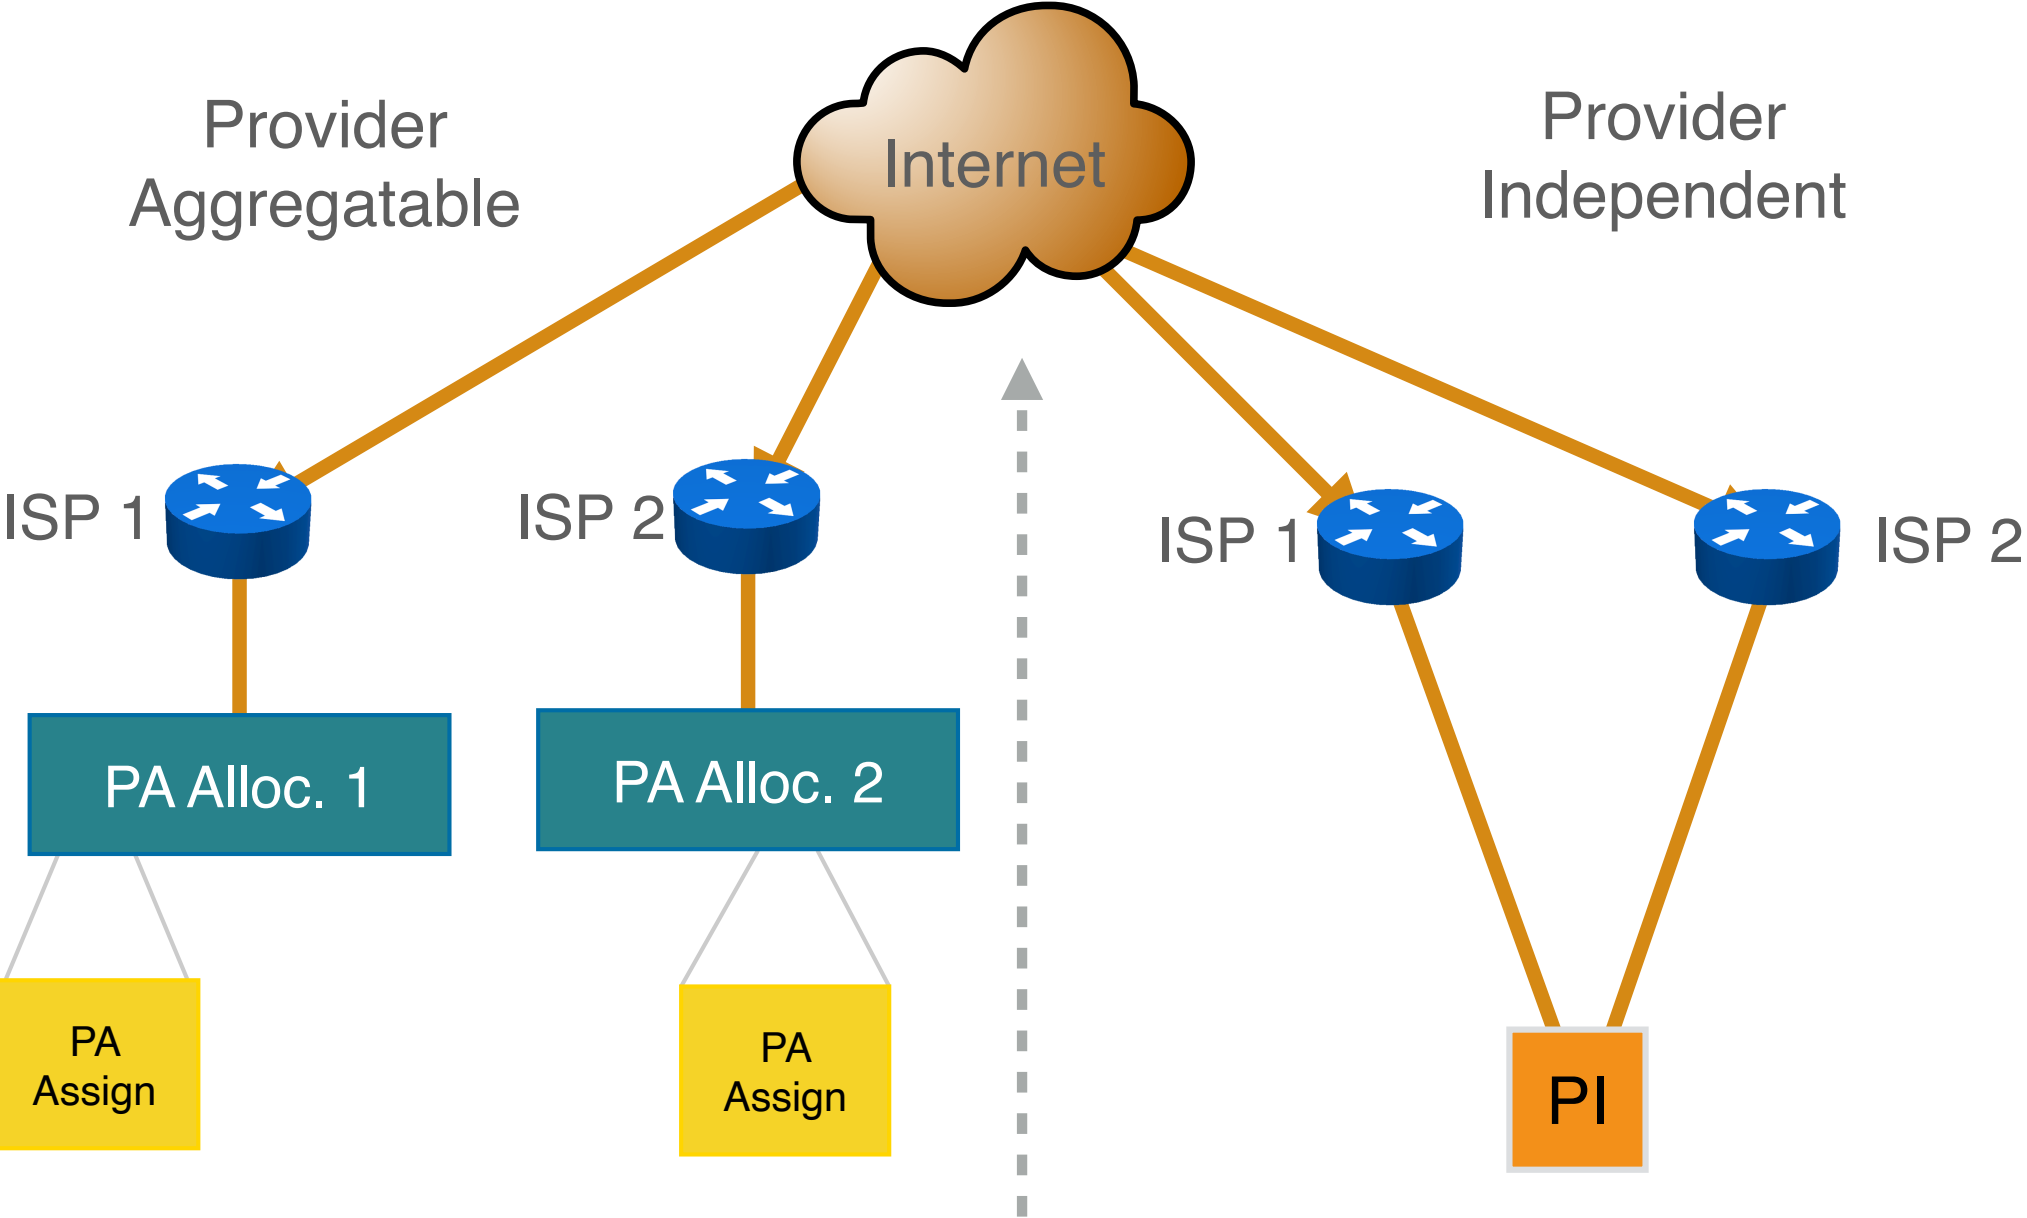 Provider
Aggregatable
Internet
Provider
Independent
ISP 1
ISP 2
ISP 1
ISP 2
PA Alloc. 1
PA Alloc. 2
PA
Assign
PA
Assign
PI